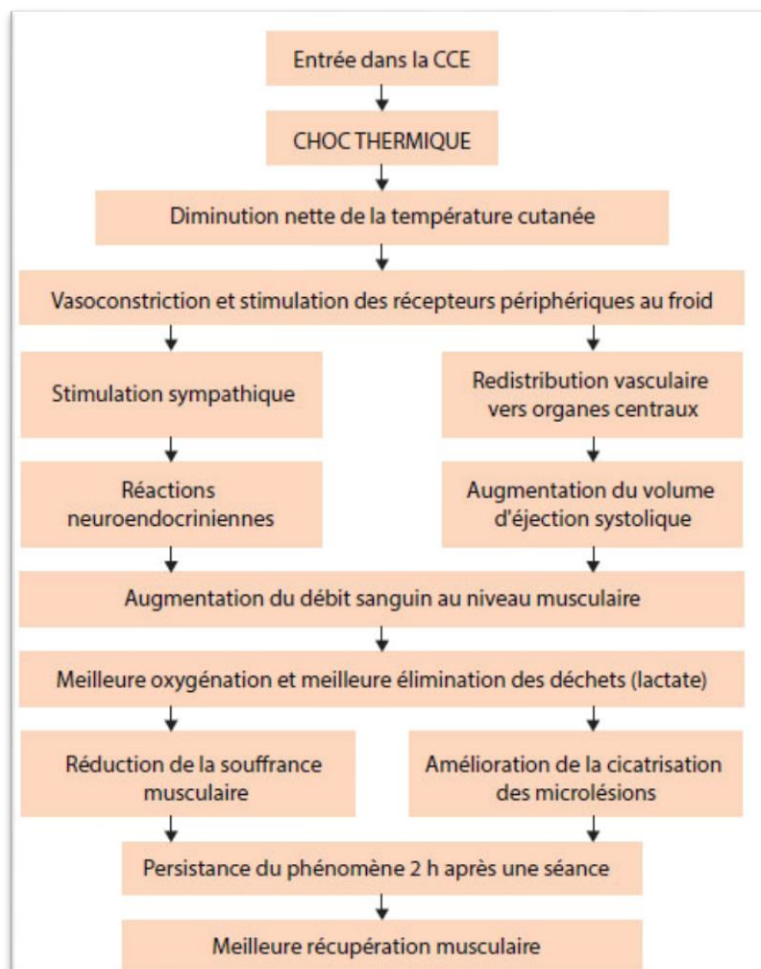 Entrée dans la CCE
CHOC THERMIQUE
Diminution nette de la température cutanée
Vasoconstriction et stimulation des récepteurs périphériques au froid
Stimulation sympathique
Redistribution vasculaire
vers organes centraux
Réactions
neuroendocriniennes
Augmentation du volume
d'éjection systolique
Augmentation du débit sanguin au niveau musculaire
Meilleure oxygénation et meilleure élimination des déchets (lactate)
Réduction de la souffrance
musculaire
Amélioration de la cicatrisation
des microlésions
Persistance du phénomène 2 h après une séance
Meilleure récupération musculaire